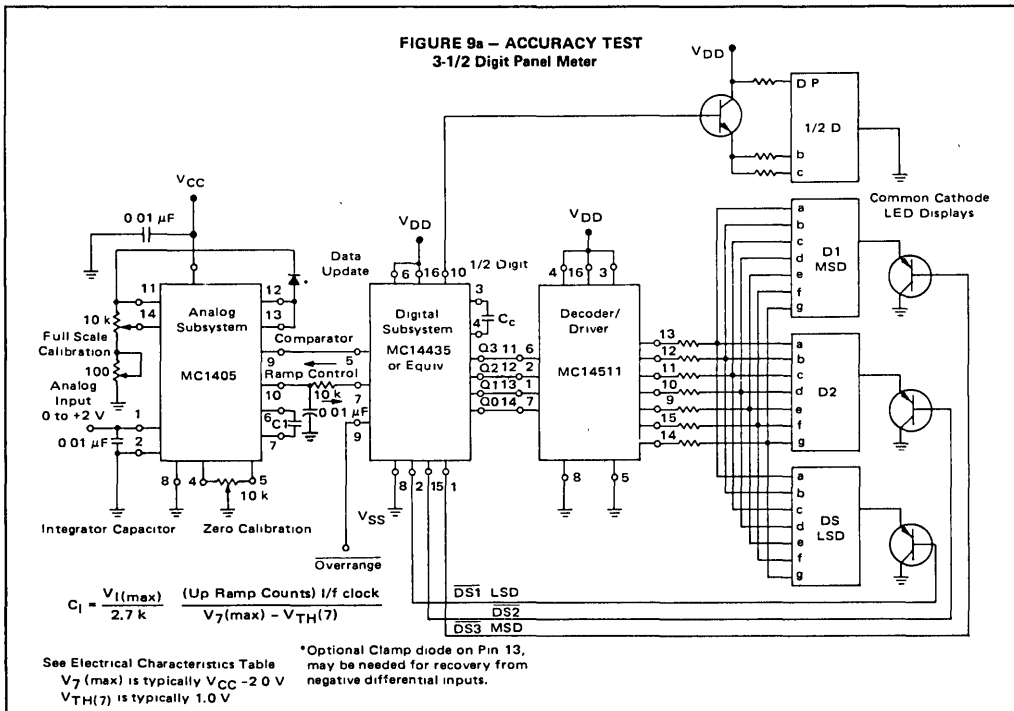 FIGURE 9a – ACCURACY TEST
3-1/2 Digit Panel Meter
VDD
D P
1/2 D
b
c
VCC
0 01 μF
11
14
12
13
Analog
Subsystem
MC1405
10 k
Full Scale
Calibration
100
Analog
Input
0 to +2 V
0 01 μF
1
2
8
4
5
10 k
9
10
6
C1
7
Integrator Capacitor
Zero Calibration
Comparator
Ramp Control
10 k
0 01 μF
Data
Update
VDD
6
16
10
1/2 Digit
5
7
9
Digital
Subsystem
MC14435
or Equiv
3
4
Cc
Q3 11 6
Q2 12 2
Q1 13 1
Q0 14 7
8
2
15
1
VSS
Overrange
VDD
4
16
3
Decoder/
Driver
MC14511
13
12
11
10
9
15
14
8
5
Common Cathode
LED Displays
a
b
c
d
e
f
g
D1
MSD
a
b
c
d
e
f
g
D2
a
b
c
d
e
f
g
DS
LSD
DS1 LSD
DS2
DS3 MSD
CI = VI(max) / 2.7 k (Up Ramp Counts) I/f clock / V7(max) – VTH(7)
See Electrical Characteristics Table
V7 (max) is typically VCC -2 0 V
VTH(7) is typically 1.0 V
*Optional Clamp diode on Pin 13,
may be needed for recovery from
negative differential inputs.
*